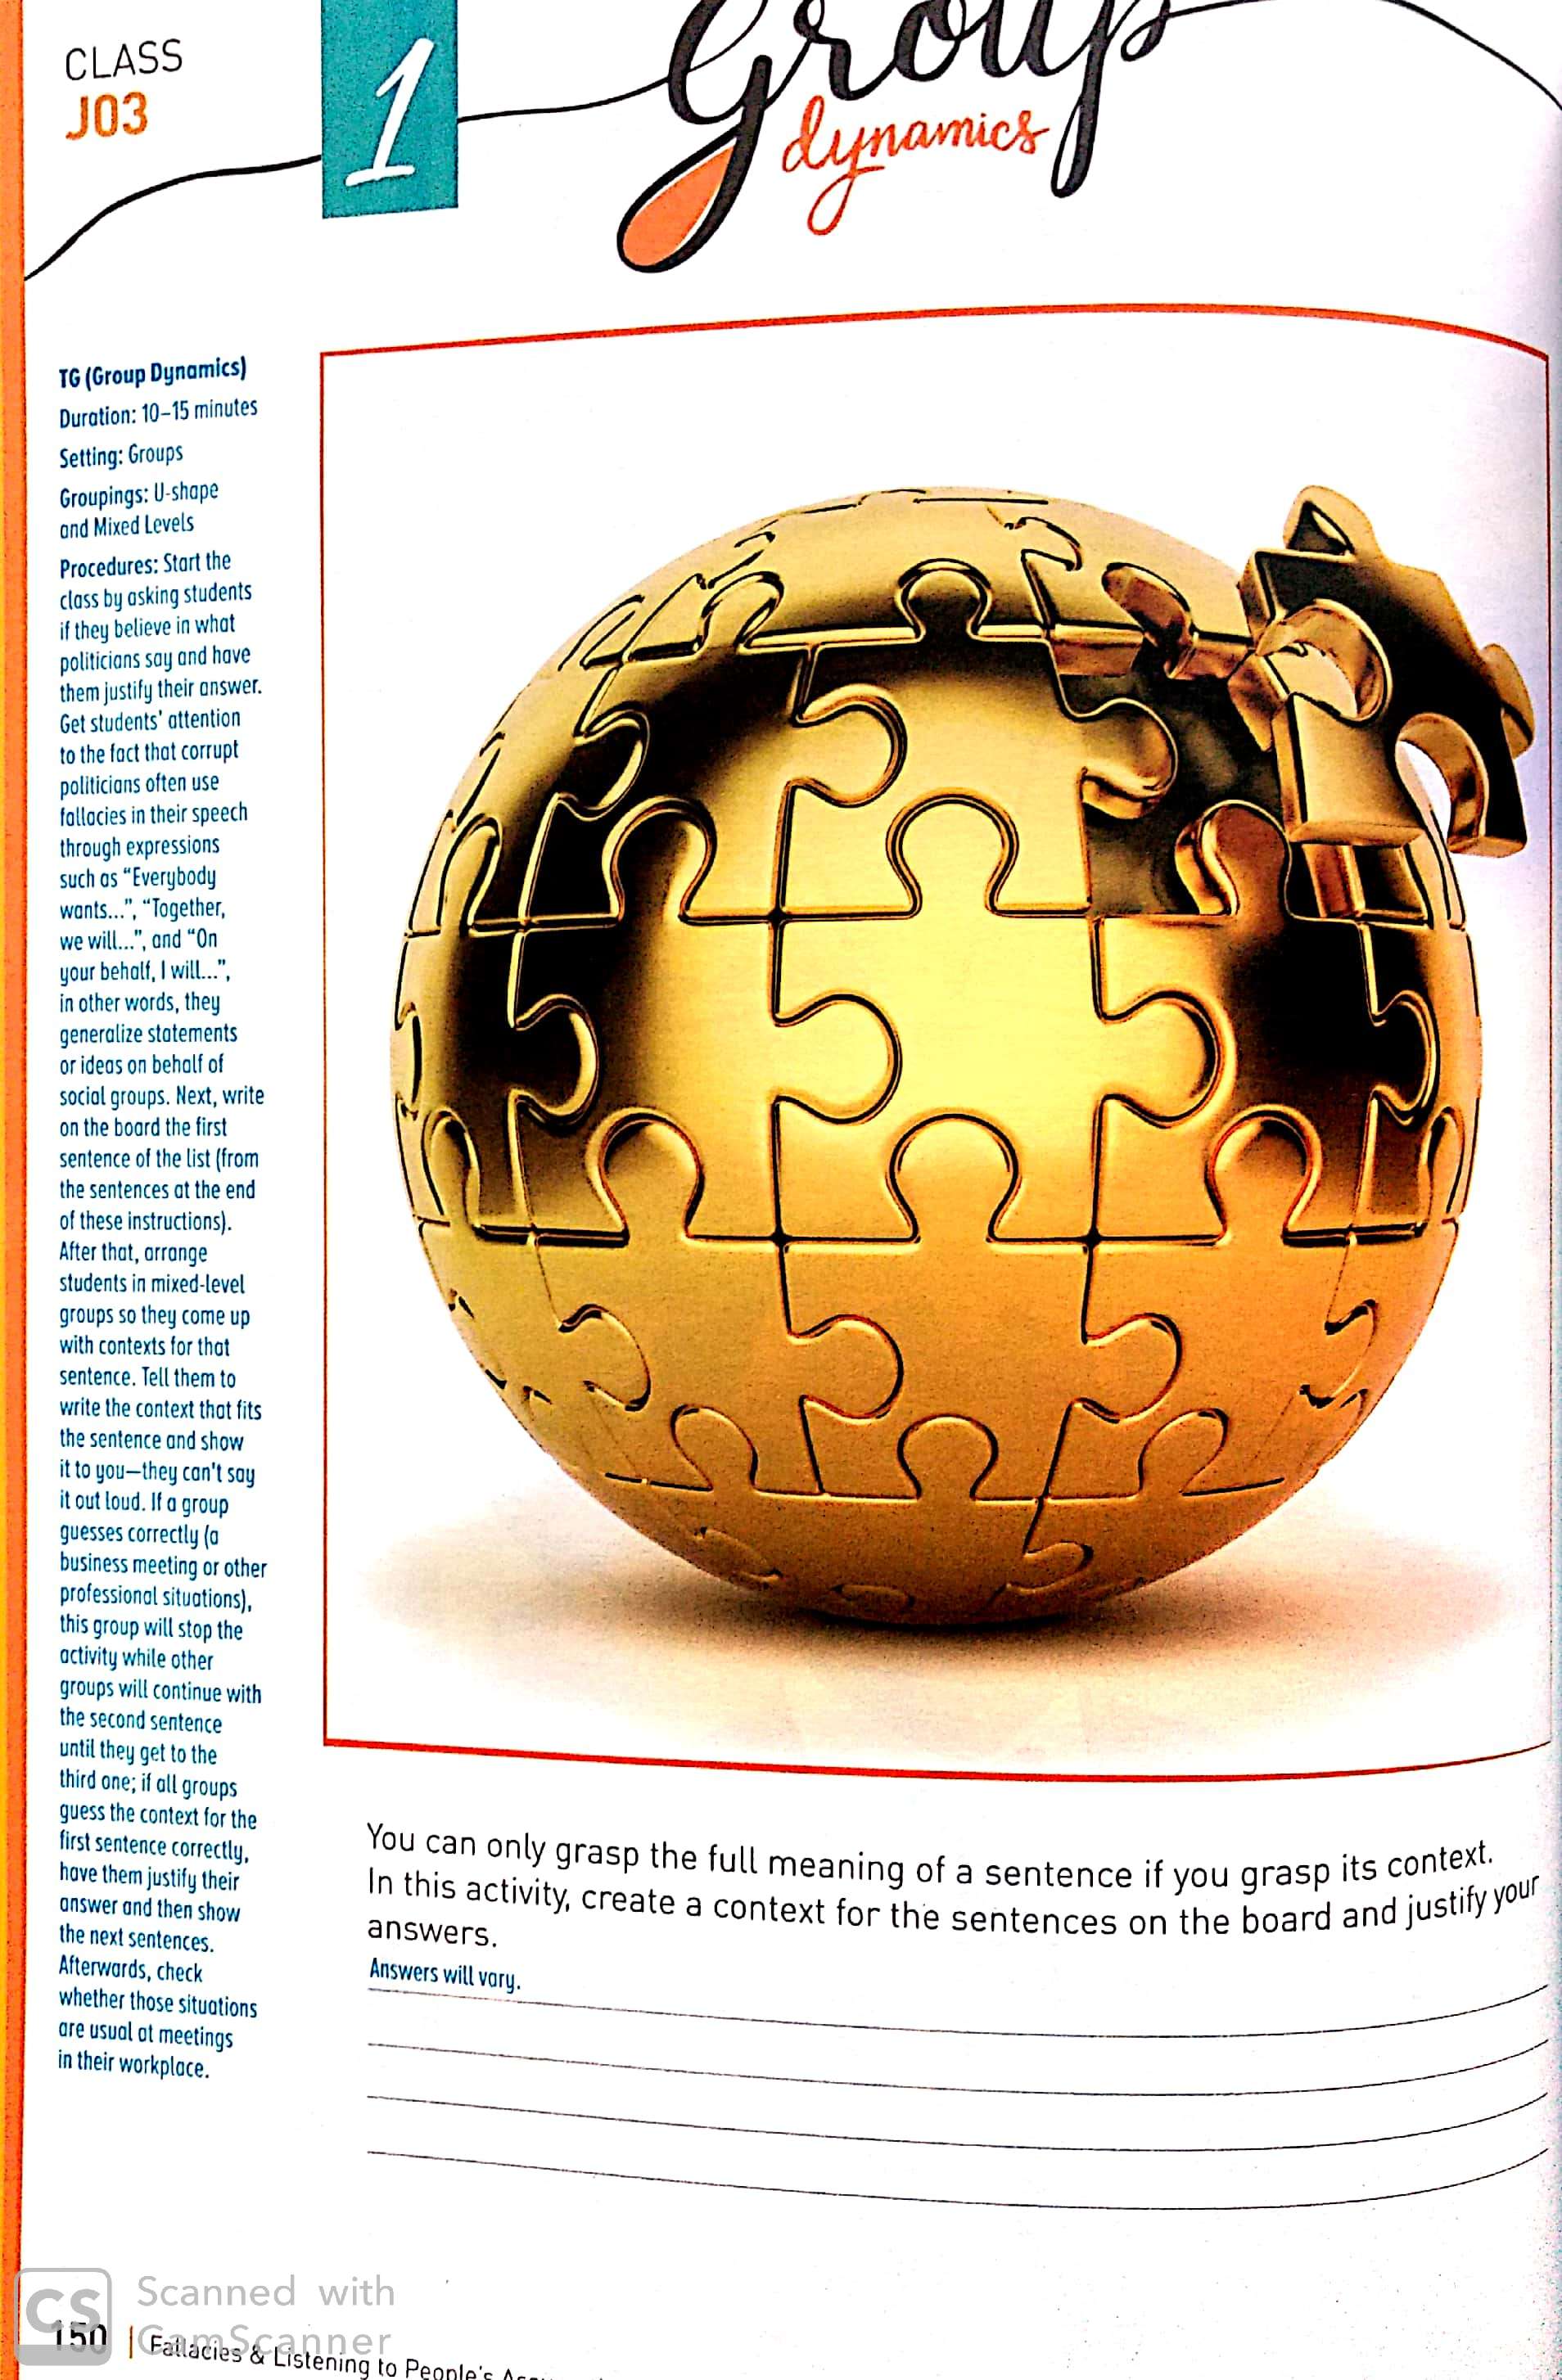 CLASS
J03
1
Group
dynamics
TG (Group Dynamics)
Duration: 10–15 minutes
Setting: Groups
Groupings: U-shape
and Mixed Levels
Procedures: Start the
class by asking students
if they believe in what
politicians say and have
them justify their answer.
Get students' attention
to the fact that corrupt
politicians often use
fallacies in their speech
through expressions
such as "Everybody
wants...", "Together,
we will...", and "On
your behalf, I will...",
in other words, they
generalize statements
or ideas on behalf of
social groups. Next, write
on the board the first
sentence of the list (from
the sentences at the end
of these instructions).
After that, arrange
students in mixed-level
groups so they come up
with contexts for that
sentence. Tell them to
write the context that fits
the sentence and show
it to you—they can't say
it out loud. If a group
guesses correctly (a
business meeting or other
professional situations),
this group will stop the
activity while other
groups will continue with
the second sentence
until they get to the
third one; if all groups
guess the context for the
first sentence correctly,
have them justify their
answer and then show
the next sentences.
Afterwards, check
whether those situations
are usual at meetings
in their workplace.
You can only grasp the full meaning of a sentence if you grasp its context.
In this activity, create a context for the sentences on the board and justify your
answers.
Answers will vary.
CS Scanned with
CamScanner
150 | Fallacies & Listening to People's